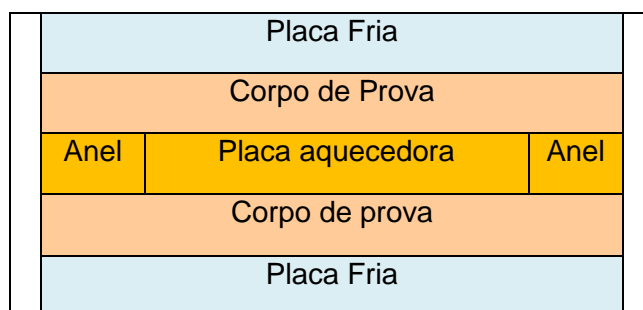 Placa Fria
Corpo de Prova
Anel Placa aquecedora Anel
Corpo de prova
Placa Fria